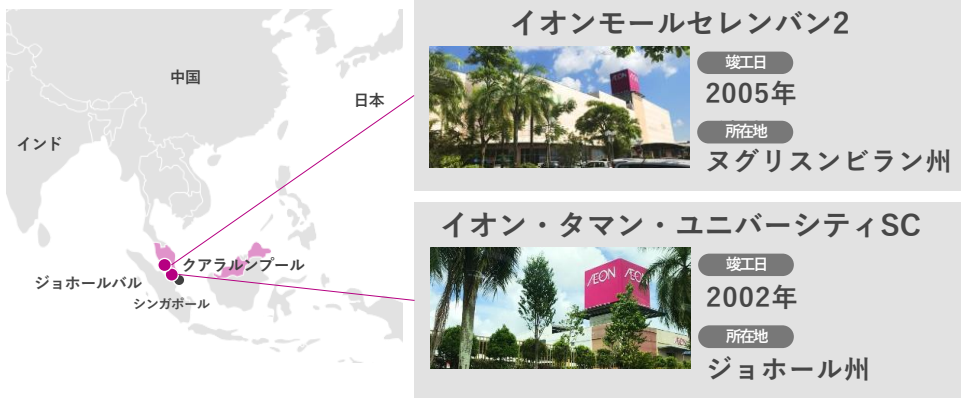 中国
日本
インド
クアラルンプール
ジョホールバル
シンガポール
イオンモールセレンバン2
AEON
竣工日
2005年
所在地
ヌグリスンビラン州
イオン・タマン・ユニバーシティSC
ÆON
竣工日
2002年
所在地
ジョホール州